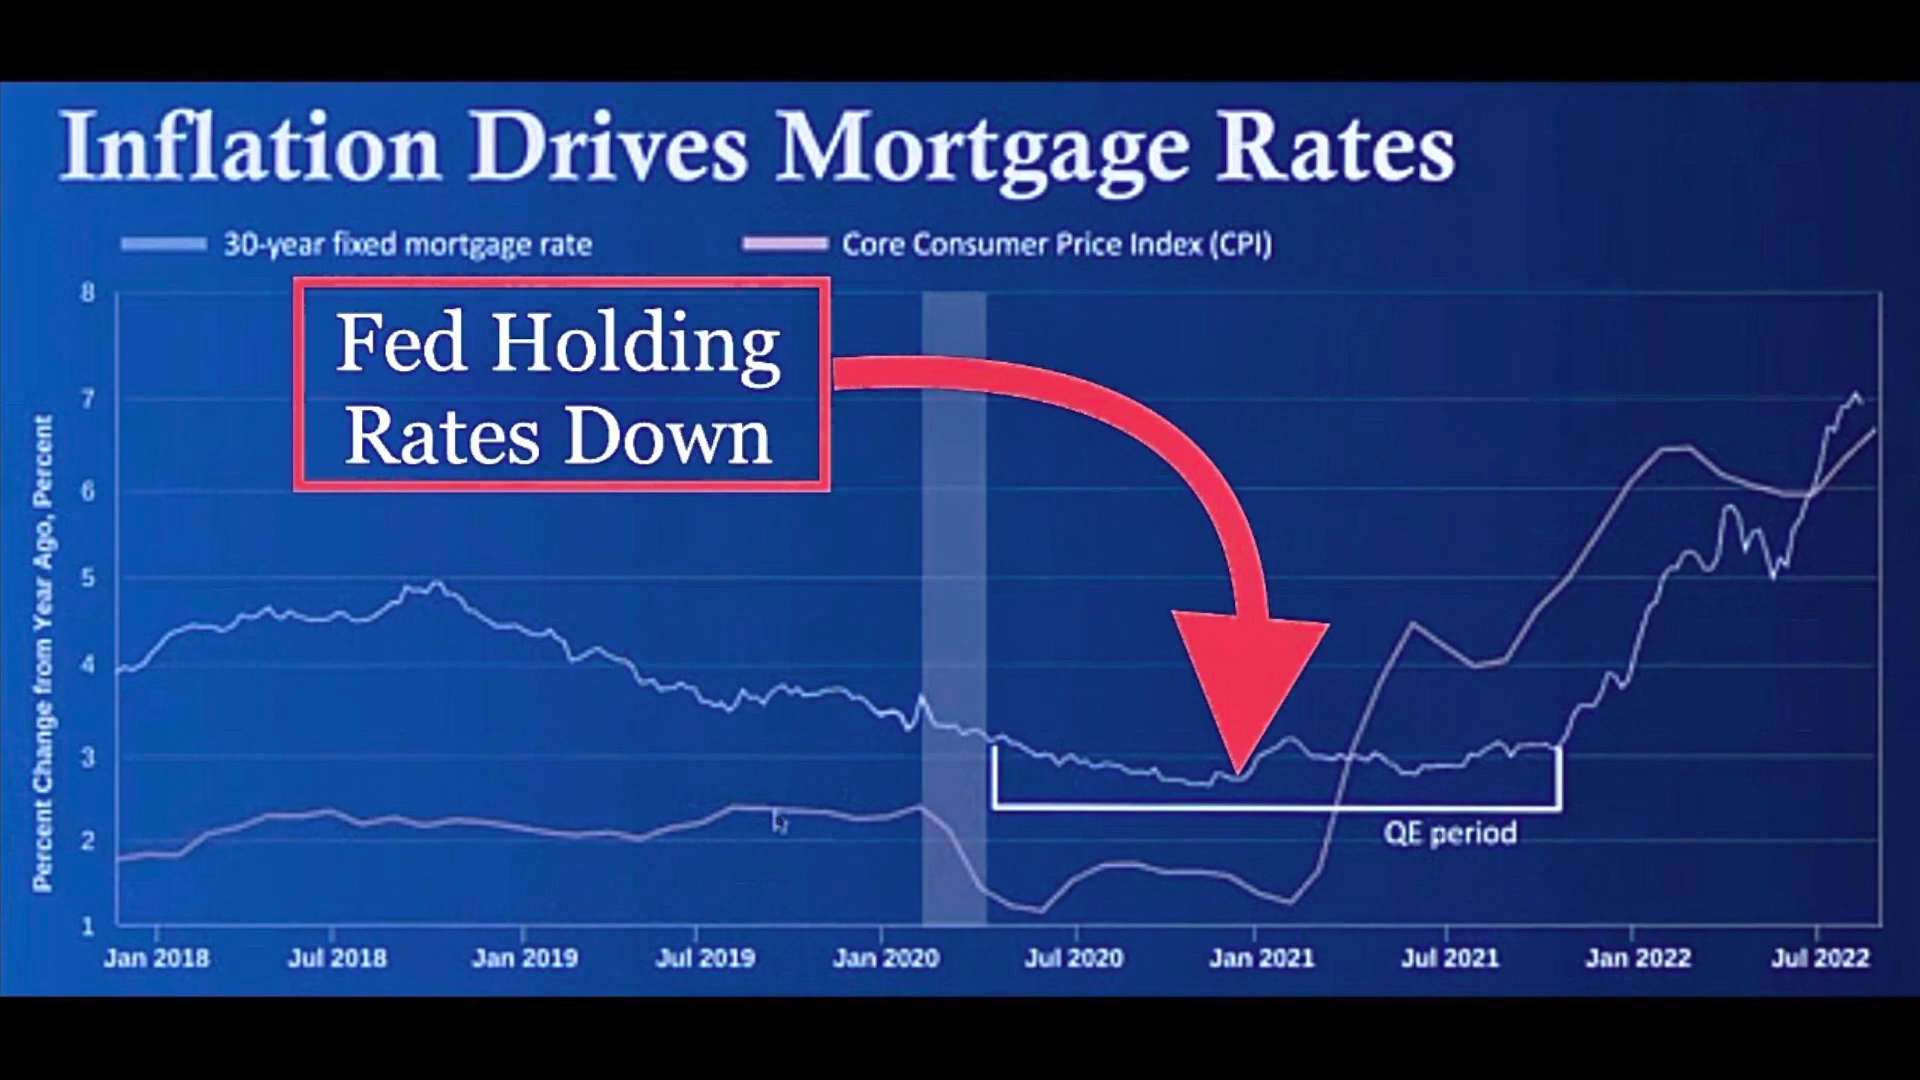 Inflation Drives Mortgage Rates
30-year fixed mortgage rate
Core Consumer Price Index (CPI)
Fed Holding
Rates Down
Percent Change from Year Ago, Percent
8
7
6
5
4
3
2
1
QE period
Jan 2018
Jul 2018
Jan 2019
Jul 2019
Jan 2020
Jul 2020
Jan 2021
Jul 2021
Jan 2022
Jul 2022